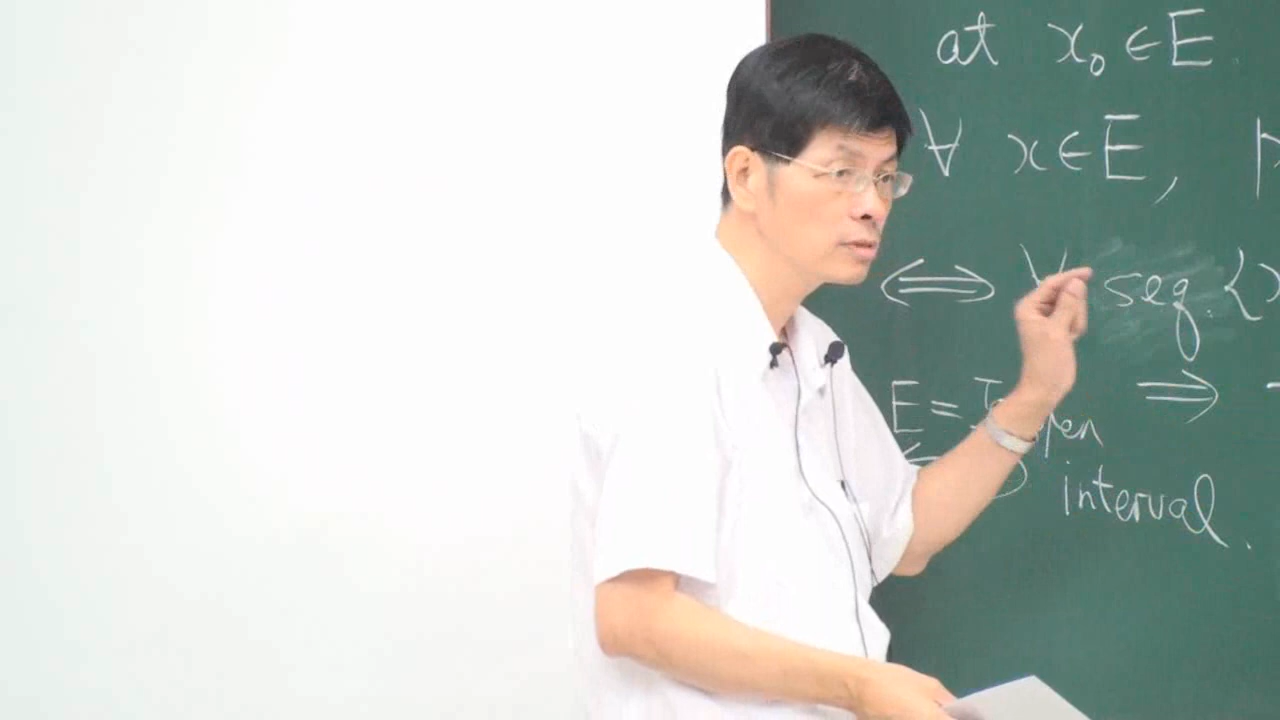 at x₀ ∈ E
∀ x ∈ E, |
⟺ ∀ seq. {x
E = open ⇒
interval.